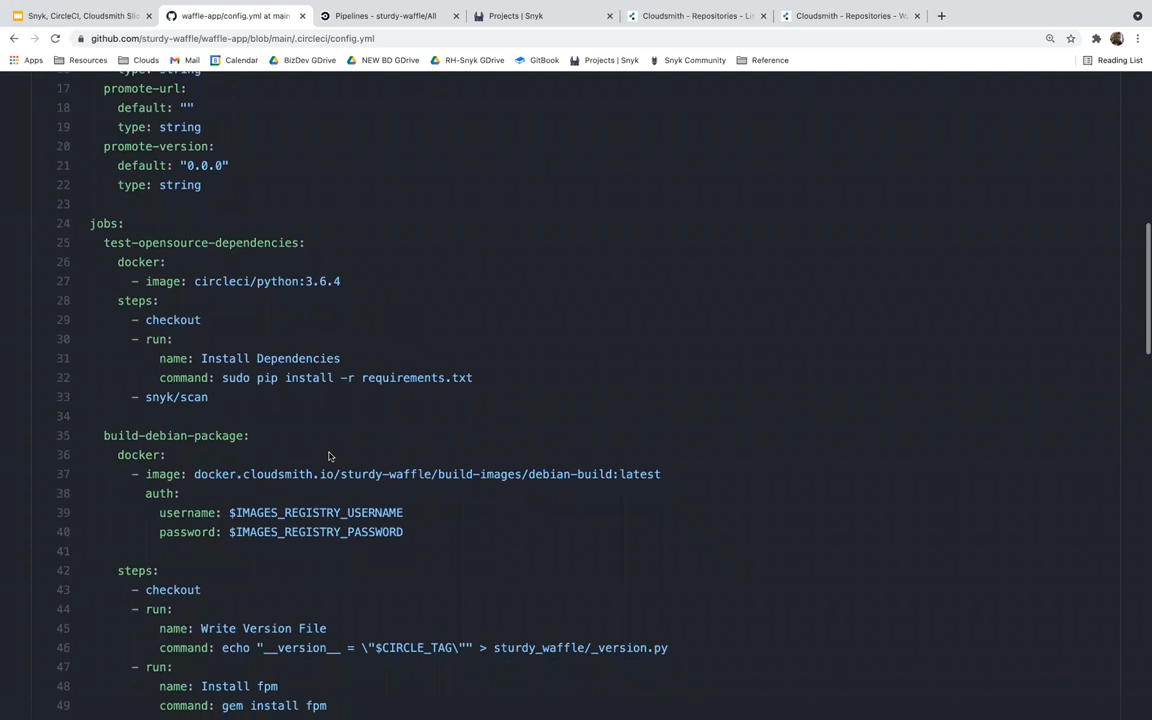 Snyk, CircleCI, Cloudsmith Slid
waffle-app/config.yml at main
Pipelines - sturdy-waffle/All
Projects | Snyk
Cloudsmith - Repositories - Li
Cloudsmith - Repositories - W
github.com/sturdy-waffle/waffle-app/blob/main/.circleci/config.yml
Apps
Resources
Clouds
Mail
Calendar
BizDev GDrive
NEW BD GDrive
RH-Snyk GDrive
GitBook
Projects | Snyk
Snyk Community
Reference
Reading List
16 type: string
17 promote-url:
18 default: ""
19 type: string
20 promote-version:
21 default: "0.0.0"
22 type: string
23
24 jobs:
25 test-opensource-dependencies:
26 docker:
27 - image: circleci/python:3.6.4
28 steps:
29 - checkout
30 - run:
31 name: Install Dependencies
32 command: sudo pip install -r requirements.txt
33 - snyk/scan
34
35 build-debian-package:
36 docker:
37 - image: docker.cloudsmith.io/sturdy-waffle/build-images/debian-build:latest
38 auth:
39 username: $IMAGES_REGISTRY_USERNAME
40 password: $IMAGES_REGISTRY_PASSWORD
41
42 steps:
43 - checkout
44 - run:
45 name: Write Version File
46 command: echo "__version__ = \"$CIRCLE_TAG\"" > sturdy_waffle/_version.py
47 - run:
48 name: Install fpm
49 command: gem install fpm